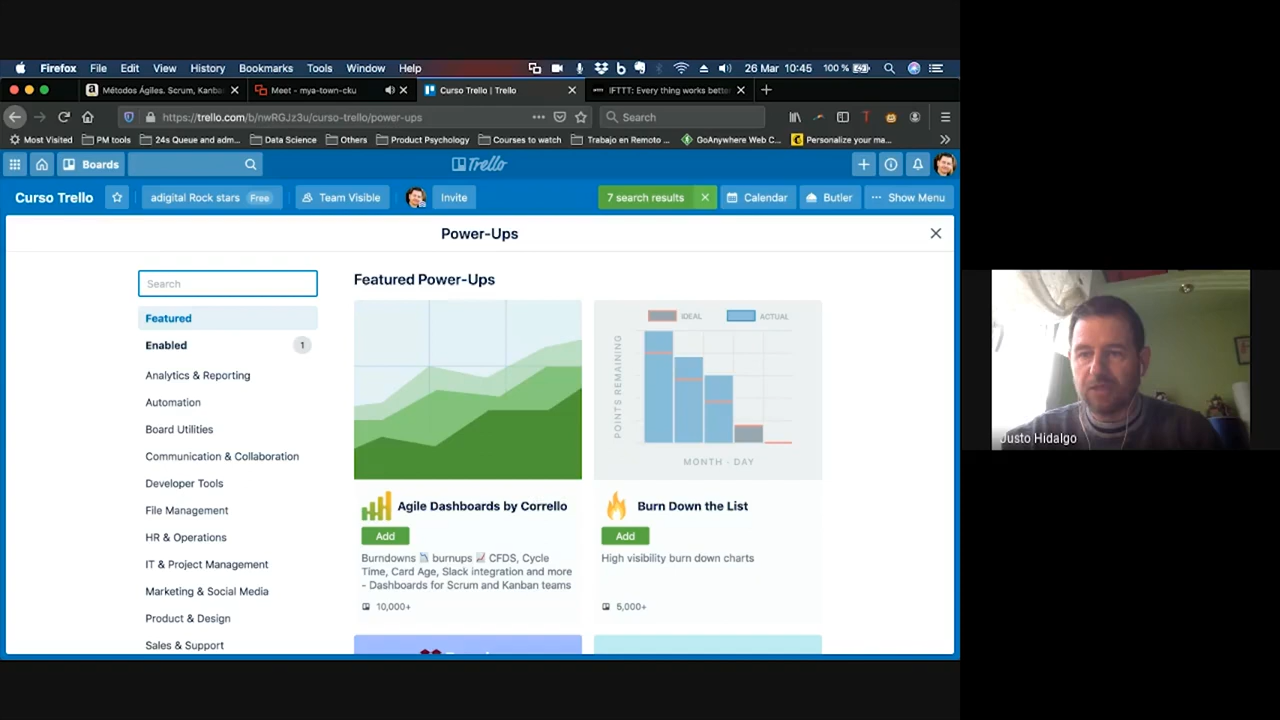 Firefox File Edit View History Bookmarks Tools Window Help 26 Mar 10:45 100 %
Métodos Ágiles. Scrum, Kanba
Meet - mya-town-cku
Curso Trello | Trello
IFTTT: Everything works bette
https://trello.com/b/nwRGJz3u/curso-trello/power-ups
Search
Most Visited PM tools 24s Queue and adm... Data Science Others Product Psychology Courses to watch Trabajo en Remoto ... GoAnywhere Web C... Personalize your ma...
Boards
Trello
Curso Trello adigital Rock stars Free Team Visible Invite 7 search results Calendar Butler ... Show Menu
Power-Ups
Search
Featured
Enabled 1
Analytics & Reporting
Automation
Board Utilities
Communication & Collaboration
Developer Tools
File Management
HR & Operations
IT & Project Management
Marketing & Social Media
Product & Design
Sales & Support
Featured Power-Ups
Agile Dashboards by Corrello
Add
Burndowns burnups CFDS, Cycle
Time, Card Age, Slack integration and more
- Dashboards for Scrum and Kanban teams
10,000+
IDEAL ACTUAL
POINTS REMAINING
MONTH - DAY
Burn Down the List
Add
High visibility burn down charts
5,000+
Justo Hidalgo